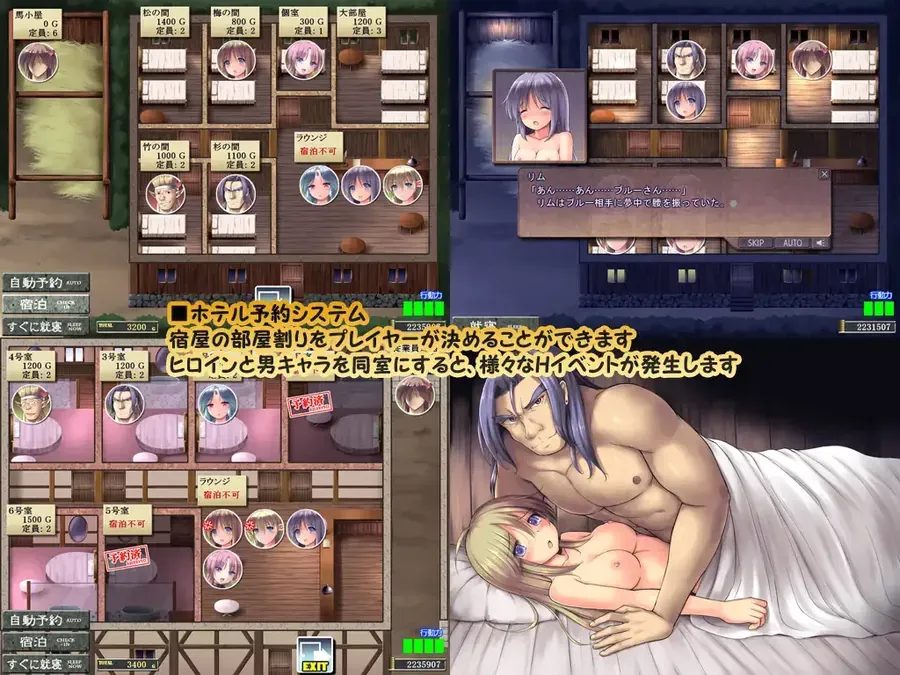 馬小屋
0 G
定員: 6
松の間
1400 G
定員: 2
梅の間
800 G
定員: 2
個室
300 G
定員: 1
大部屋
1200 G
定員: 3
竹の間
1000 G
定員: 2
杉の間
1100 G
定員: 2
ラウンジ
宿泊不可
自動予約 AUTO
宿泊 CHECK IN
すぐに就寝 SLEEP NOW
TOTAL 3200 G
行動力
リム
「あん……あん……ブルーさん……」
リムはブルー相手に夢中で腰を振っていた。
SKIP AUTO
行動力
2231507
■ホテル予約システム
宿屋の部屋割りをプレイヤーが決めることができます
ヒロインと男キャラを同室にすると、様々なHイベントが発生します
4号室
1200 G
定員: 2
3号室
1200 G
定員: 2
予約済
6号室
1500 G
定員: 2
5号室
宿泊不可
予約済
ラウンジ
宿泊不可
自動予約 AUTO
宿泊 CHECK IN
すぐに就寝 SLEEP NOW
TOTAL 3400 G
EXIT
行動力
2235907